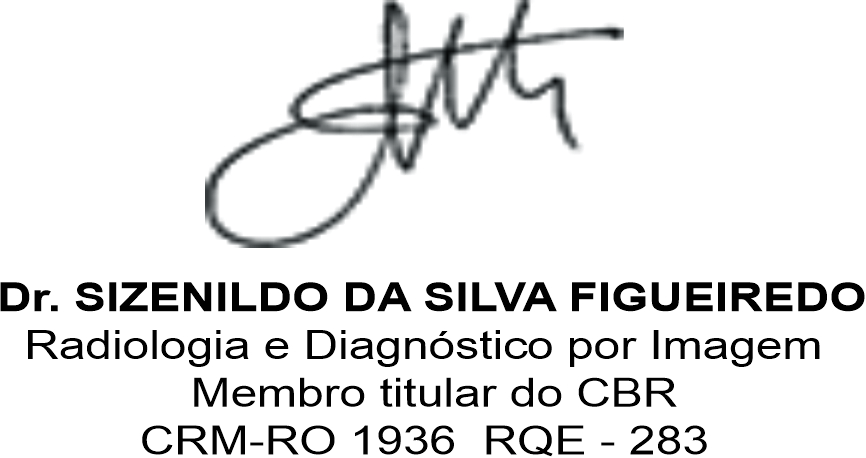 Dr. SIZENILDO DA SILVA FIGUEIREDO
Radiologia e Diagnóstico por Imagem
Membro titular do CBR
CRM-RO 1936  RQE - 283